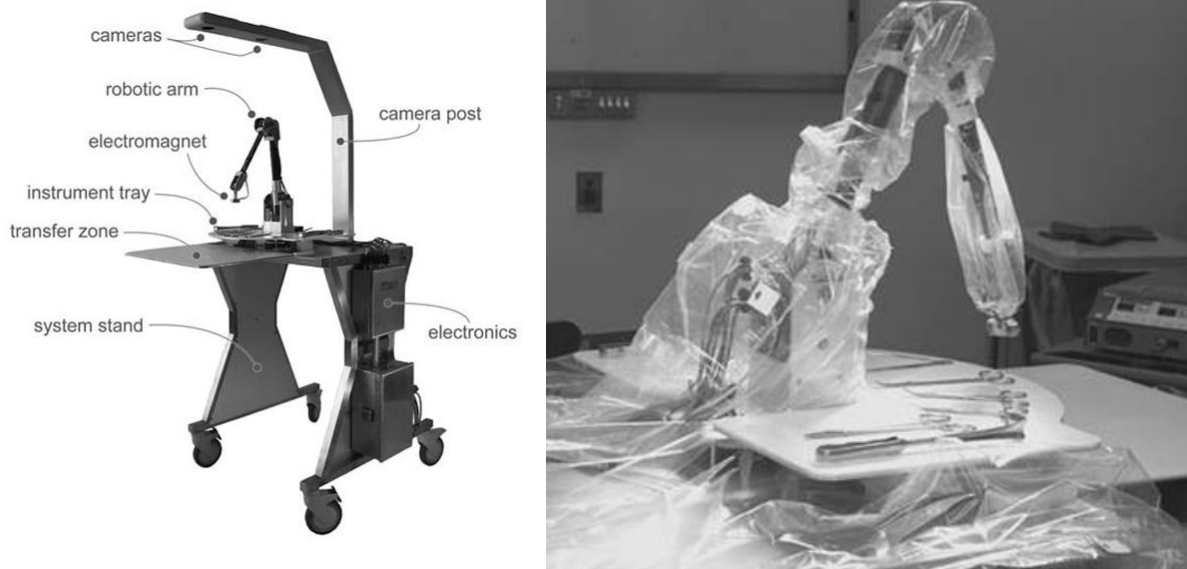 cameras
robotic arm
camera post
electromagnet
instrument tray
transfer zone
system stand
electronics